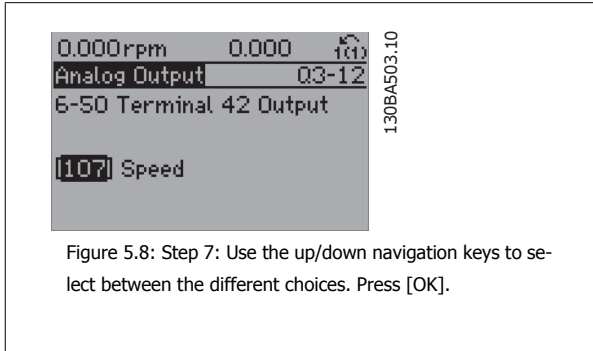 0.000rpm 0.000 1(1)
Analog Output Q3-12
6-50 Terminal 42 Output
[107] Speed
130BA503.10
Figure 5.8: Step 7: Use the up/down navigation keys to se-
lect between the different choices. Press [OK].